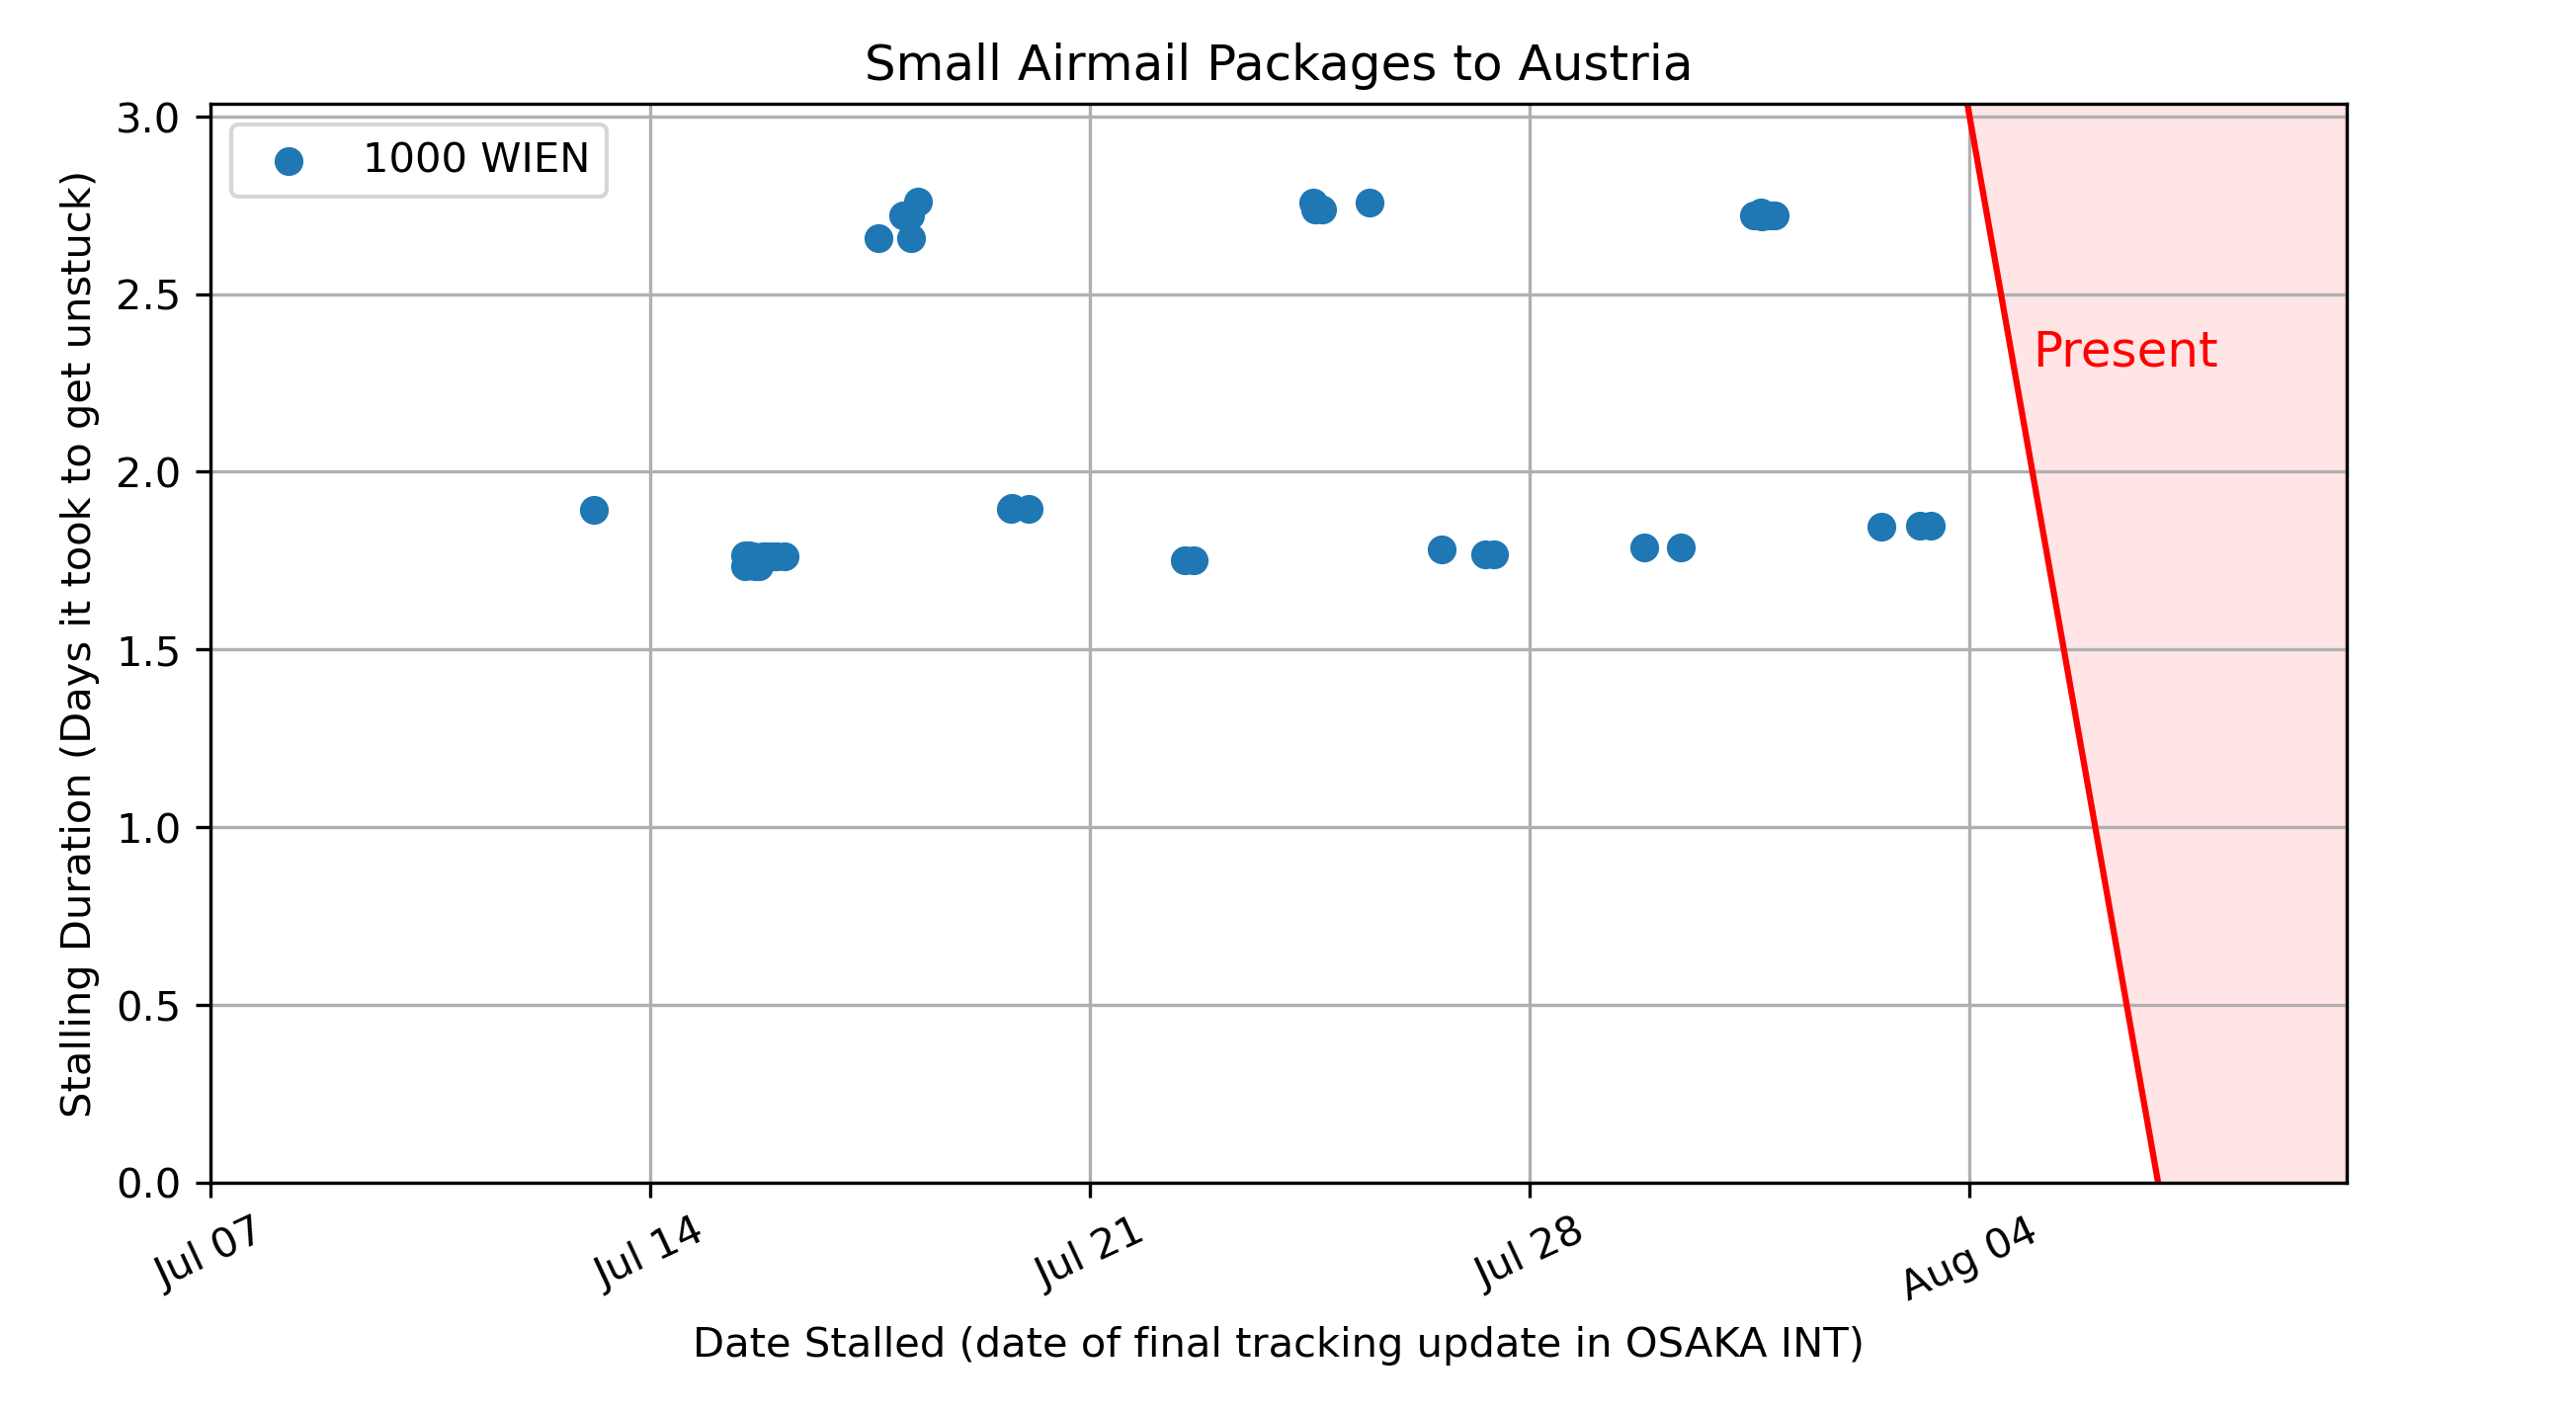 Small Airmail Packages to Austria
1000 WIEN
Present
Stalling Duration (Days it took to get unstuck)
3.0
2.5
2.0
1.5
1.0
0.5
0.0
Jul 07
Jul 14
Jul 21
Jul 28
Aug 04
Date Stalled (date of final tracking update in OSAKA INT)